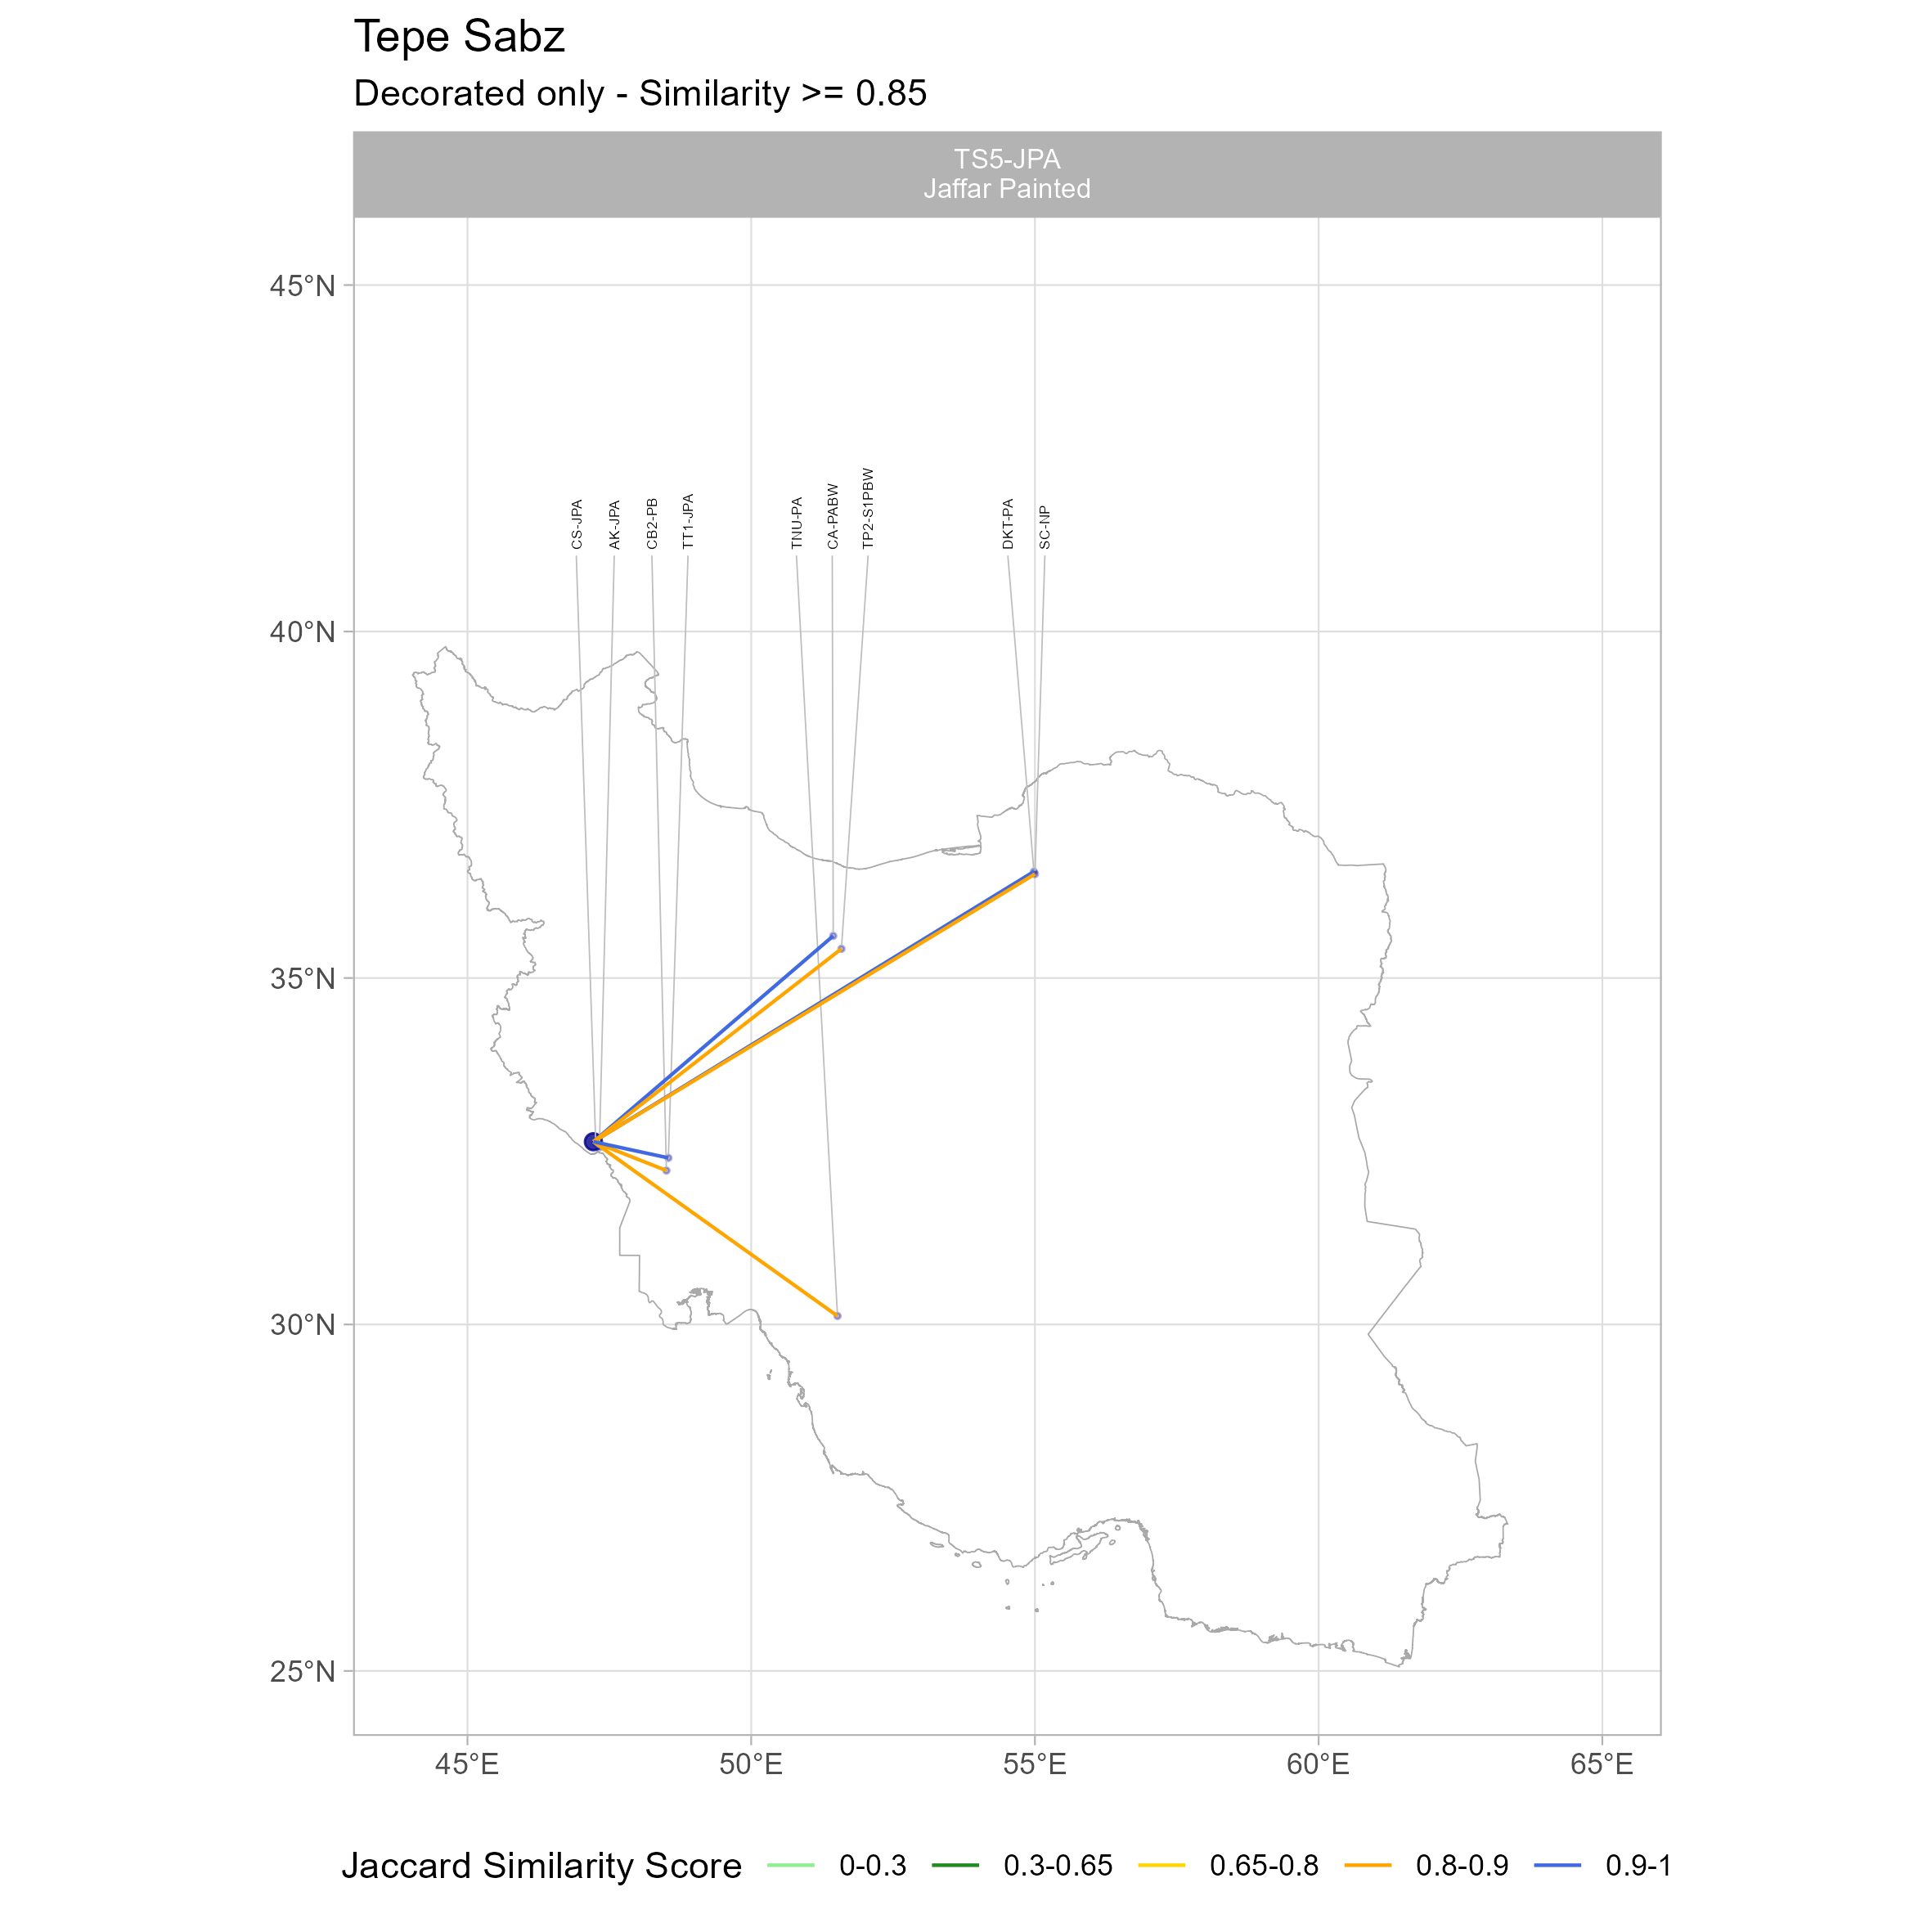 Tepe Sabz
Decorated only - Similarity >= 0.85
TS5-JPA
Jaffar Painted
45°N
40°N
35°N
30°N
25°N
CS-JPA
AK-JPA
CB2-PB
TT1-JPA
TNU-PA
CA-PABW
TP2-S1PBW
DKT-PA
SC-NP
45°E
50°E
55°E
60°E
65°E
Jaccard Similarity Score 0-0.3 0.3-0.65 0.65-0.8 0.8-0.9 0.9-1